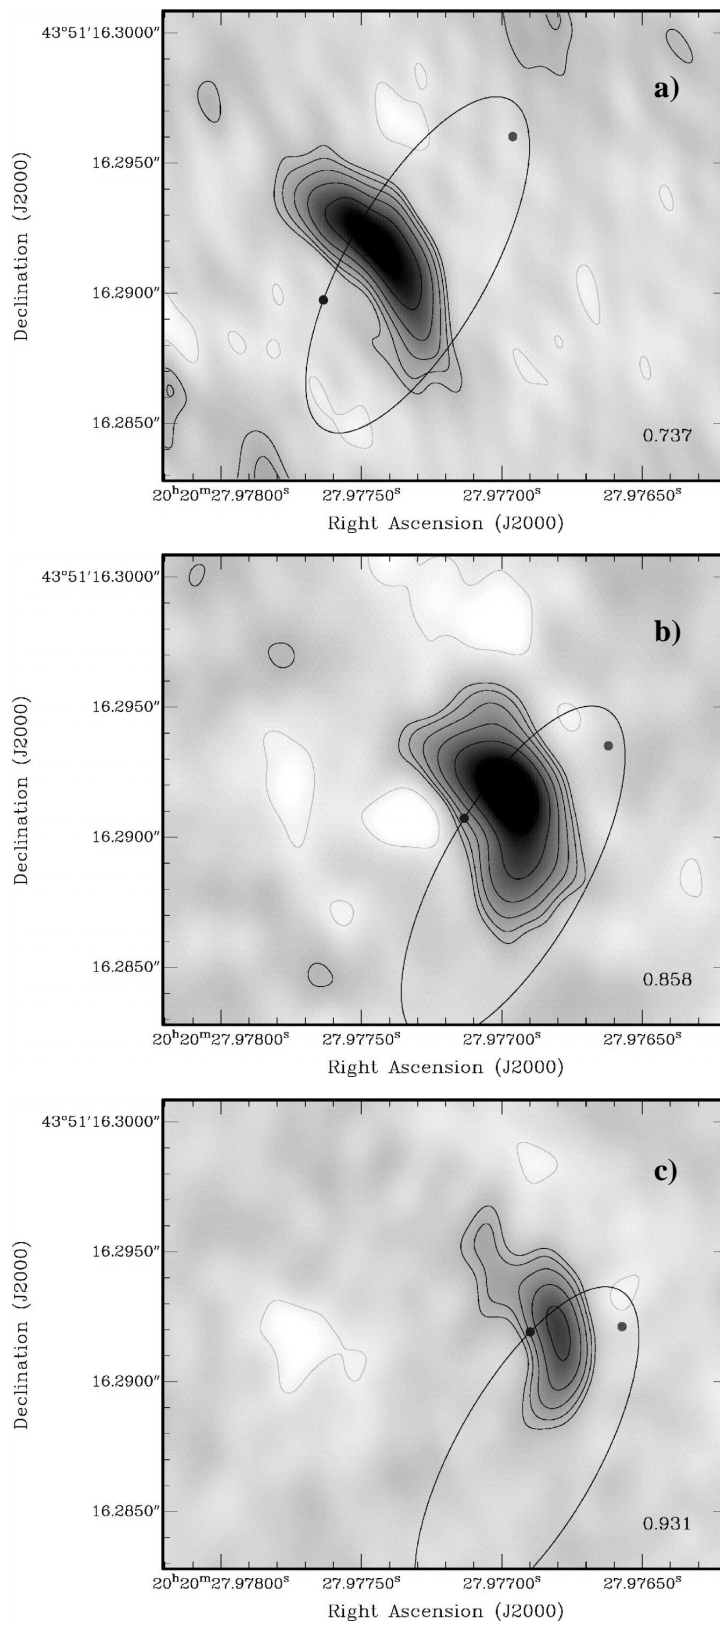 43°51′16.3000″
a)
16.2950″
Declination (J2000)
16.2900″
16.2850″
0.737
20ʰ20ᵐ27.97800ˢ 27.97750ˢ 27.97700ˢ 27.97650ˢ
Right Ascension (J2000)
43°51′16.3000″
b)
16.2950″
Declination (J2000)
16.2900″
16.2850″
0.858
20ʰ20ᵐ27.97800ˢ 27.97750ˢ 27.97700ˢ 27.97650ˢ
Right Ascension (J2000)
43°51′16.3000″
c)
16.2950″
Declination (J2000)
16.2900″
16.2850″
0.931
20ʰ20ᵐ27.97800ˢ 27.97750ˢ 27.97700ˢ 27.97650ˢ
Right Ascension (J2000)